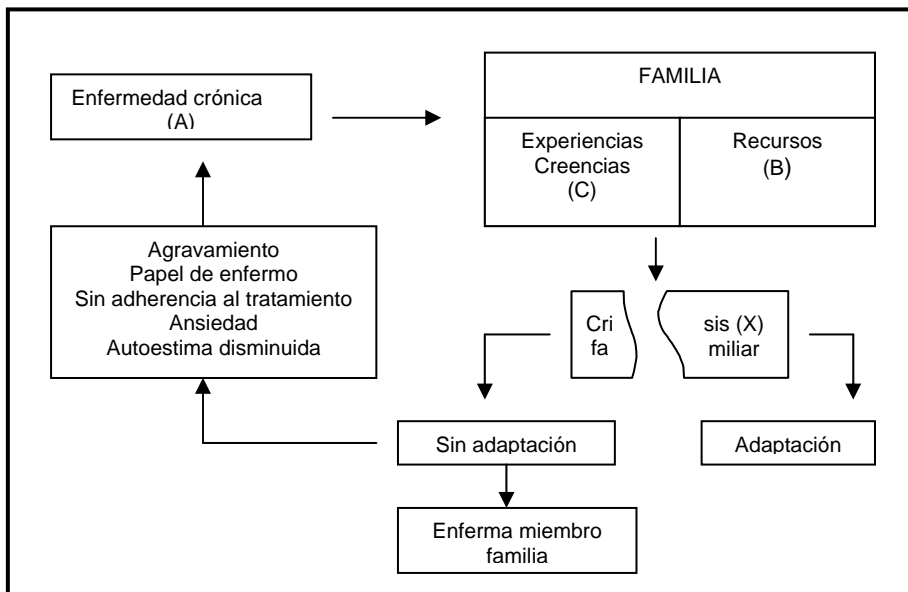 Enfermedad crónica
(A)
FAMILIA
Experiencias
Creencias
(C)
Recursos
(B)
Agravamiento
Papel de enfermo
Sin adherencia al tratamiento
Ansiedad
Autoestima disminuida
Cri
fa
sis (X)
miliar
Sin adaptación
Adaptación
Enferma miembro
familia